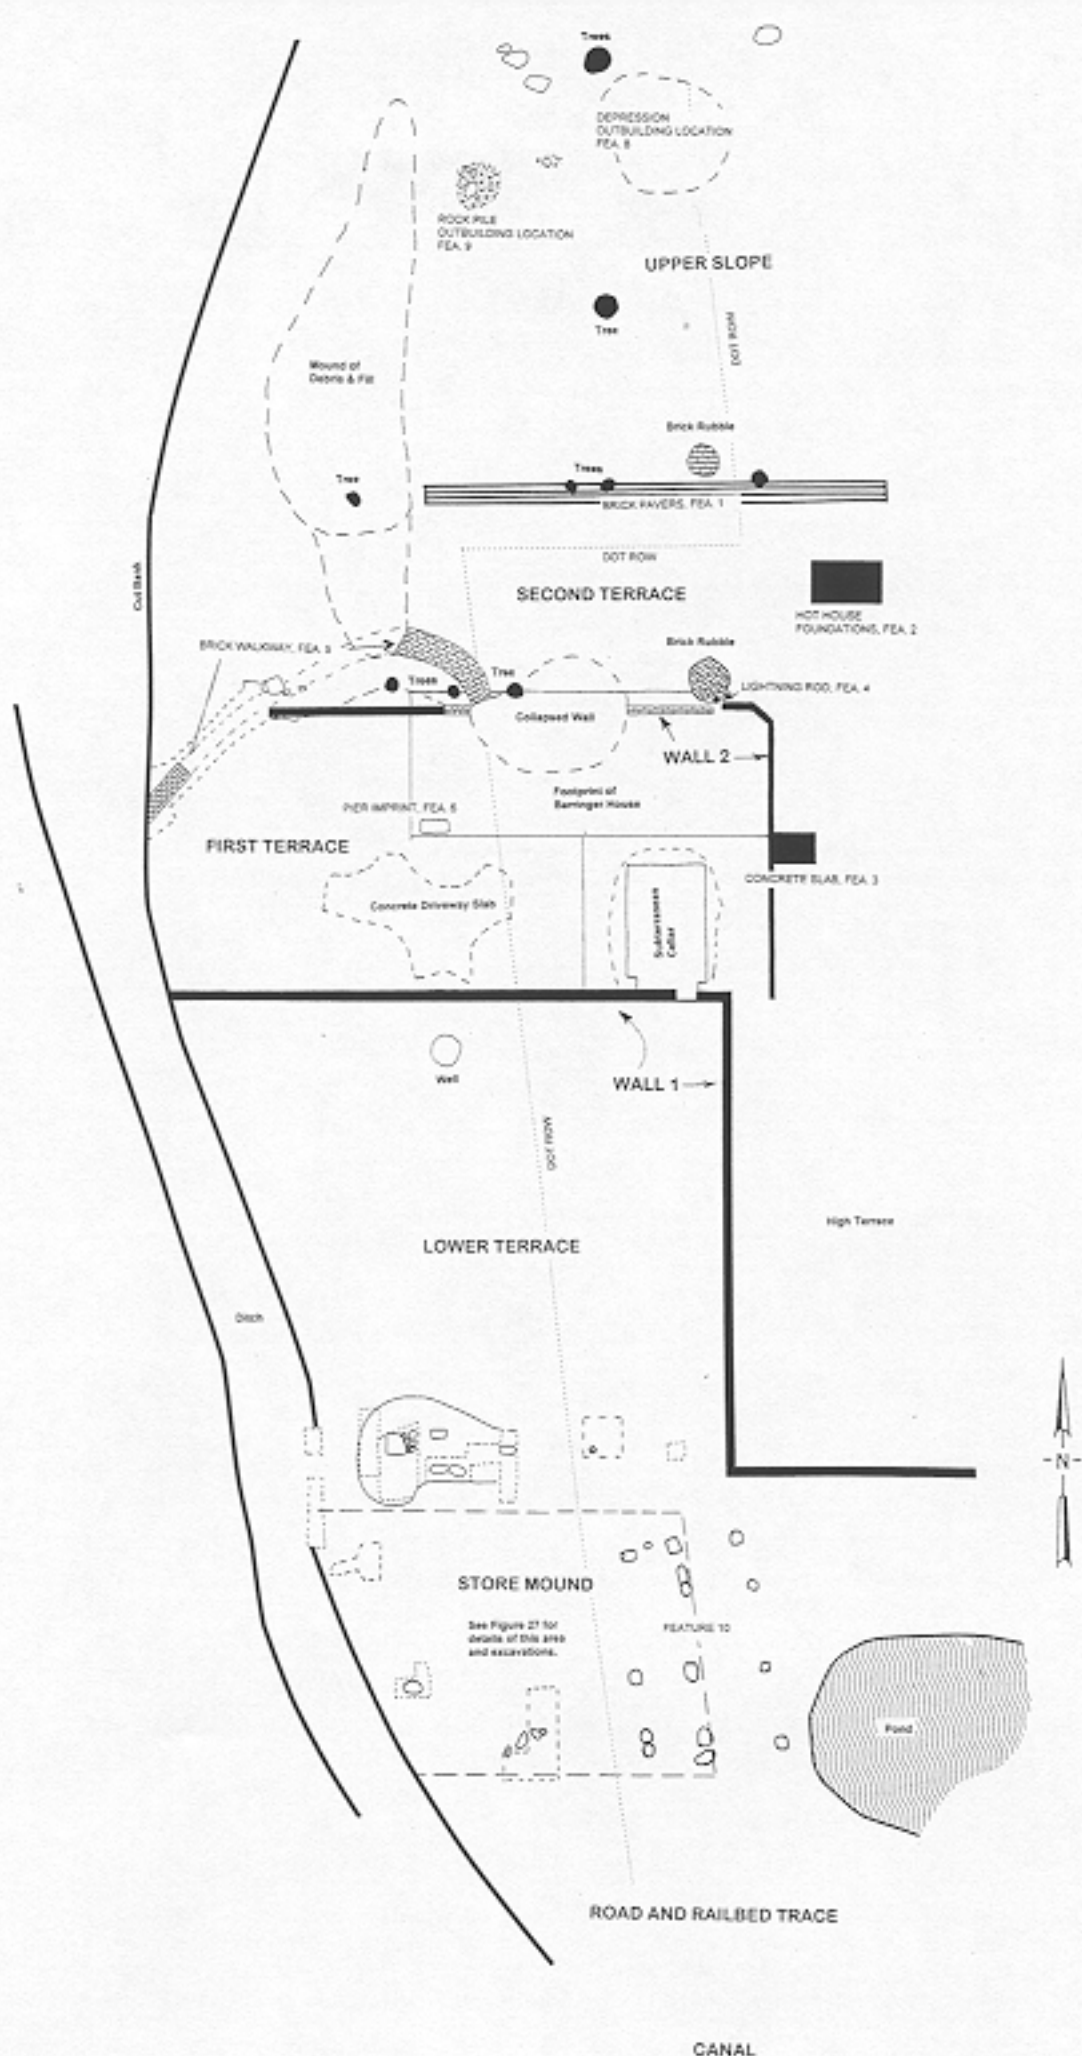 Trees
DEPRESSION
OUTBUILDING LOCATION
FEA. 8
ROCK PILE
OUTBUILDING LOCATION
FEA. 9
UPPER SLOPE
Tree
DOT ROW
Mound of
Debris & Fill
Brick Rubble
Tree
Trees
BRICK PAVERS, FEA. 1
DOT ROW
Cut Bank
SECOND TERRACE
HOT HOUSE
FOUNDATIONS, FEA. 2
BRICK WALKWAY, FEA. 5
Brick Rubble
Trees
Tree
LIGHTNING ROD, FEA. 4
Collapsed Wall
WALL 2
Footprint of
Barringer House
PIER IMPRINT, FEA. 6
FIRST TERRACE
CONCRETE SLAB, FEA. 3
Concrete Driveway Slab
Subterranean
Cellar
Well
WALL 1
DOT ROW
High Terrace
LOWER TERRACE
Ditch
-N-
STORE MOUND
See Figure 27 for
details of this area
and excavations.
FEATURE 10
Pond
ROAD AND RAILBED TRACE
CANAL